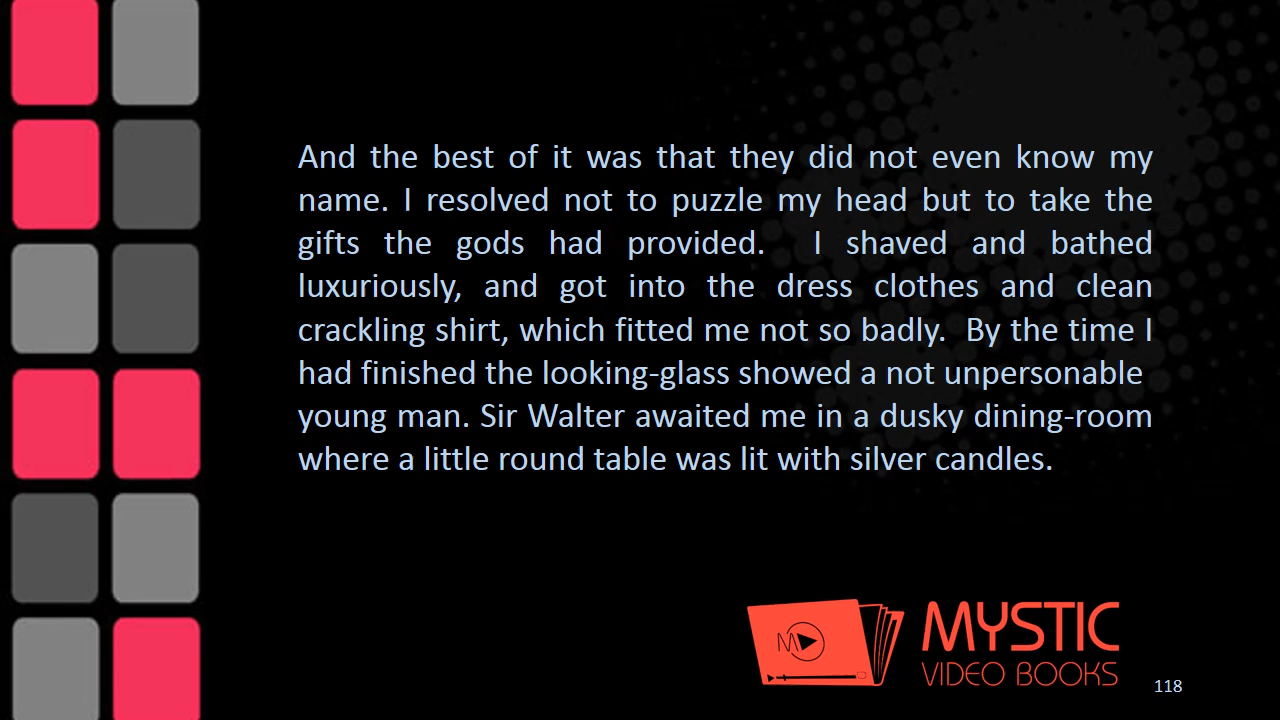 And the best of it was that they did not even know my
name. I resolved not to puzzle my head but to take the
gifts the gods had provided.  I shaved and bathed
luxuriously, and got into the dress clothes and clean
crackling shirt, which fitted me not so badly.  By the time I
had finished the looking-glass showed a not unpersonable
young man. Sir Walter awaited me in a dusky dining-room
where a little round table was lit with silver candles.
M
MYSTIC
VIDEO BOOKS
118